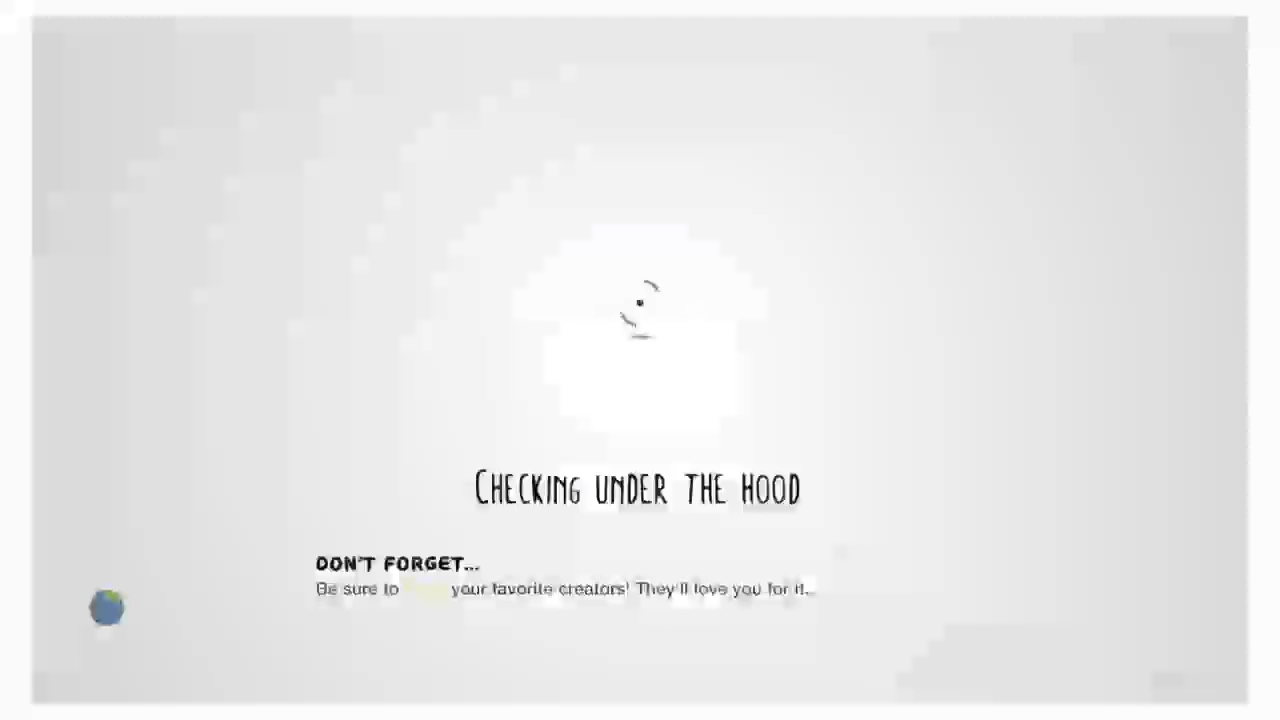 Checking under the hood
DON'T FORGET...
Be sure to your favorite creators! They'll love you for it..